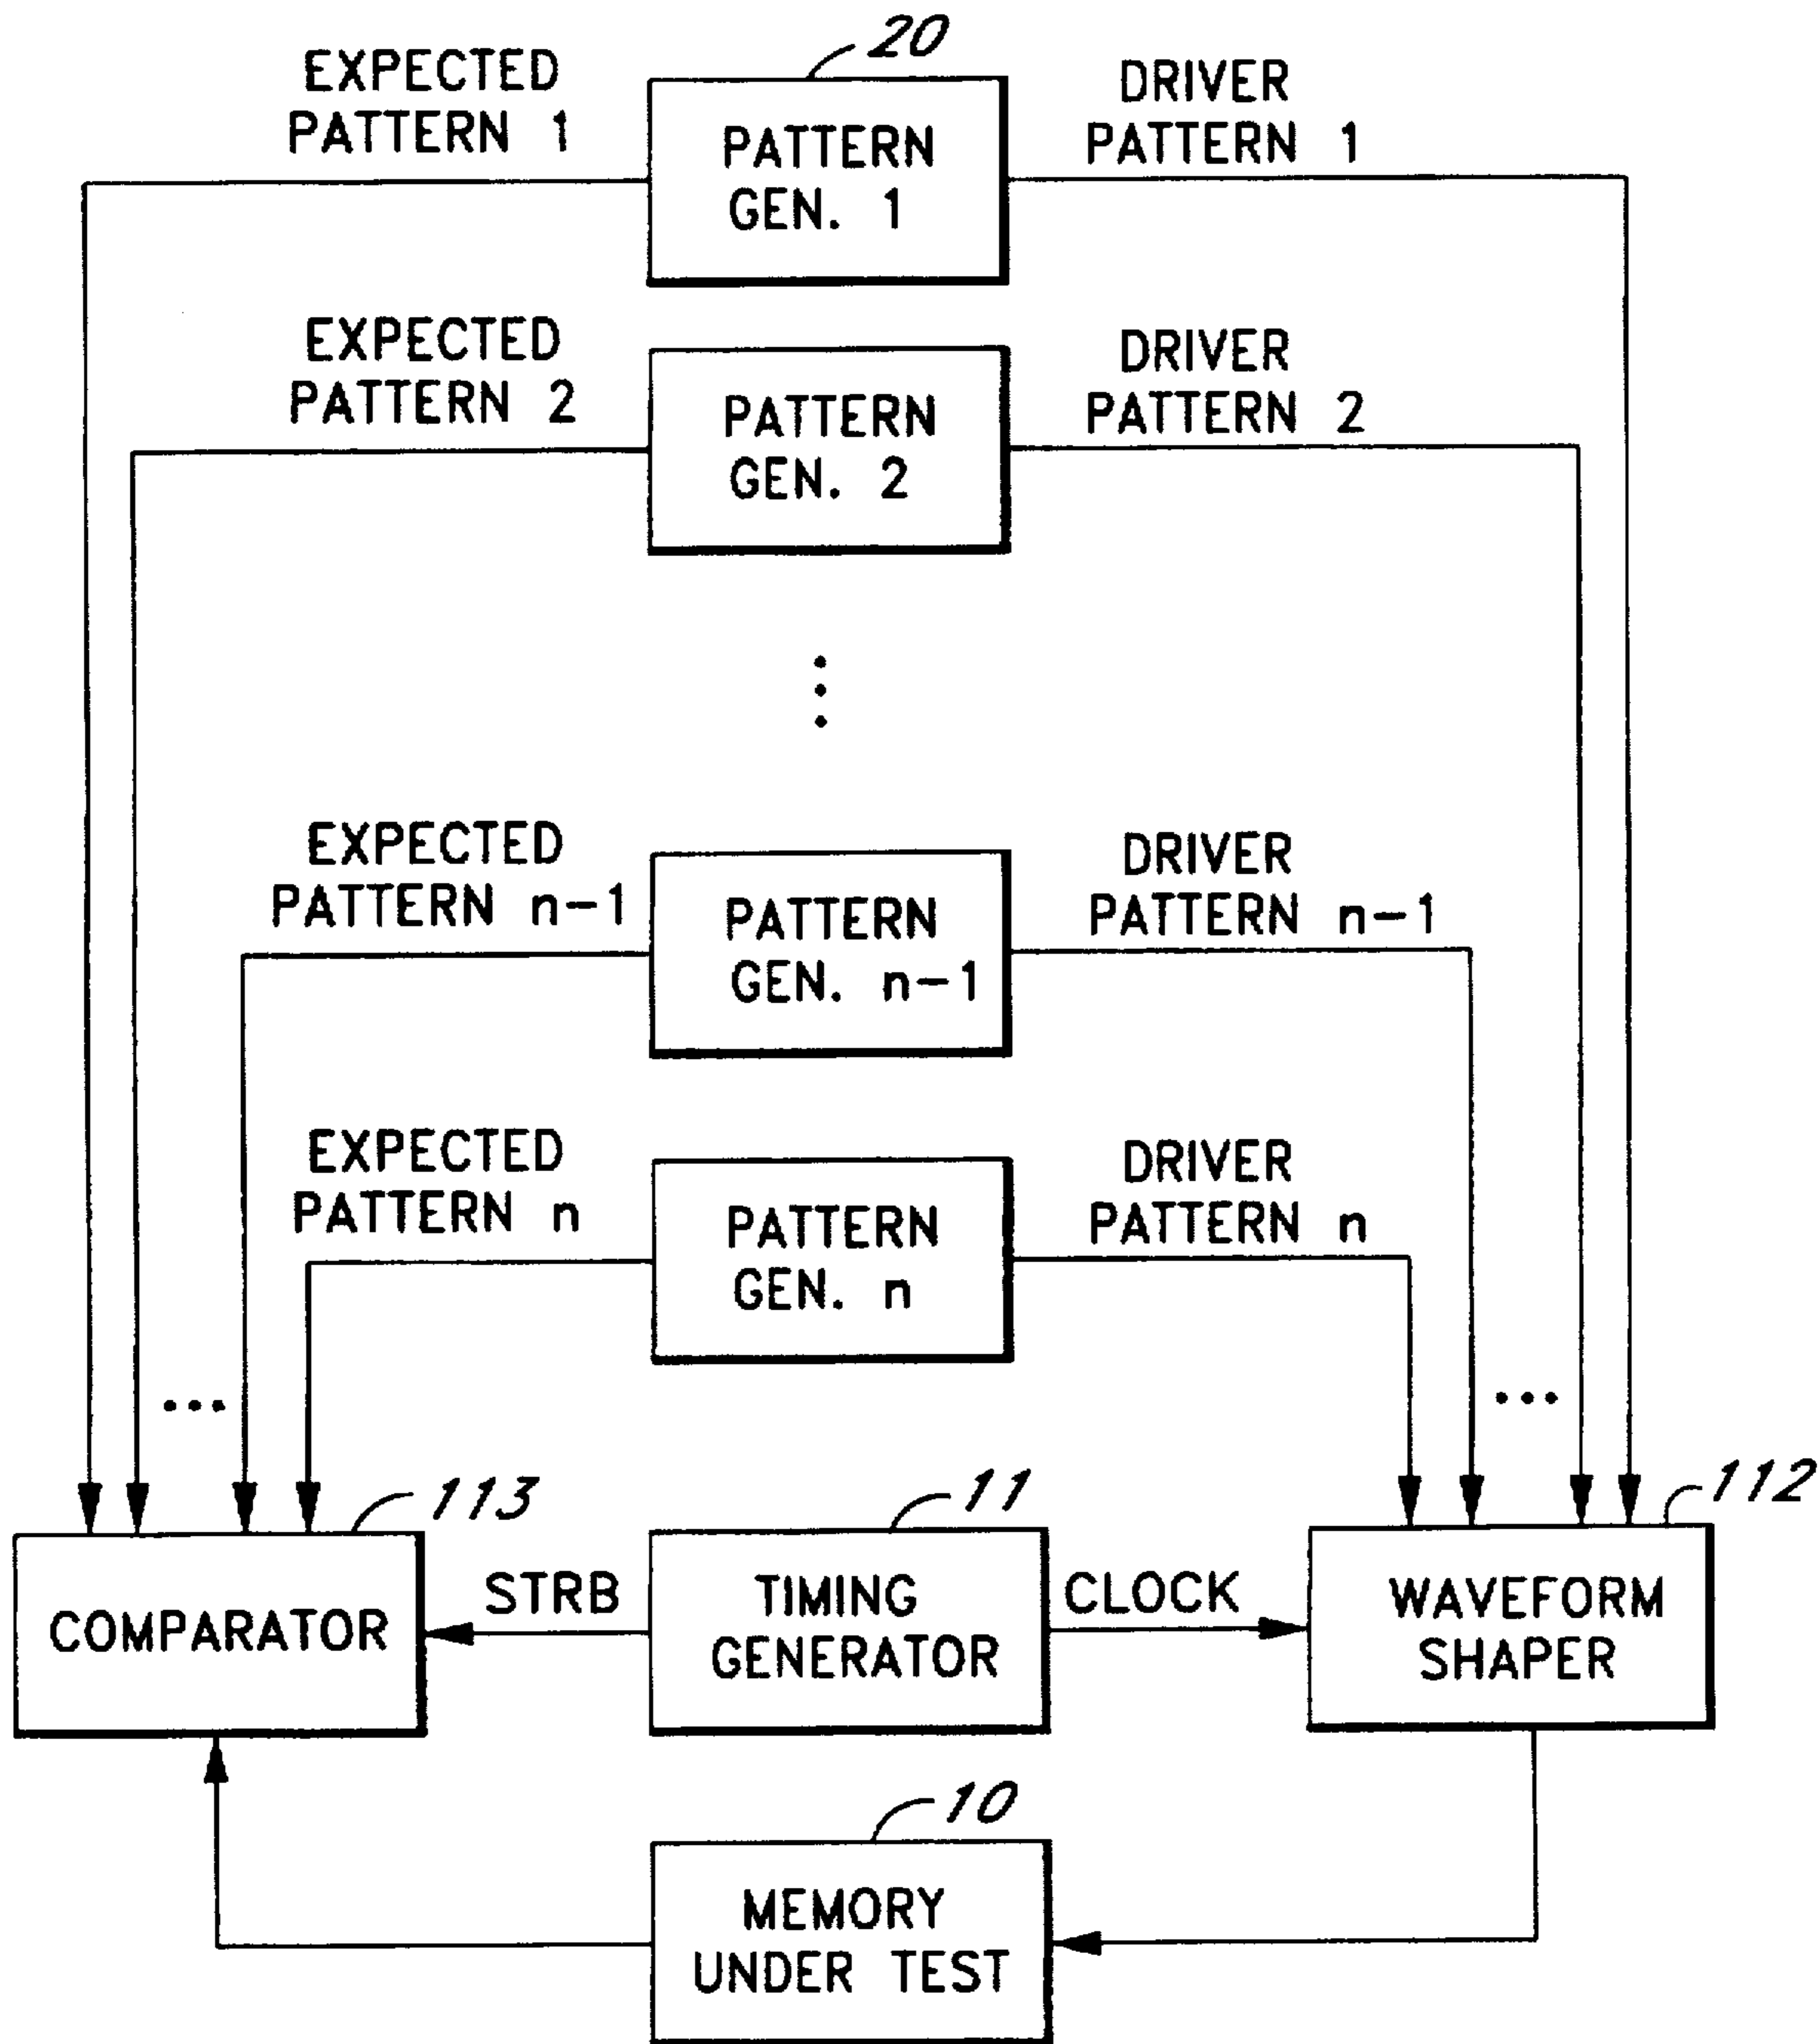 20
EXPECTED
PATTERN 1
PATTERN
GEN. 1
DRIVER
PATTERN 1
EXPECTED
PATTERN 2
PATTERN
GEN. 2
DRIVER
PATTERN 2
EXPECTED
PATTERN n-1
PATTERN
GEN. n-1
DRIVER
PATTERN n-1
EXPECTED
PATTERN n
PATTERN
GEN. n
DRIVER
PATTERN n
113
11
112
COMPARATOR
STRB
TIMING
GENERATOR
CLOCK
WAVEFORM
SHAPER
10
MEMORY
UNDER TEST